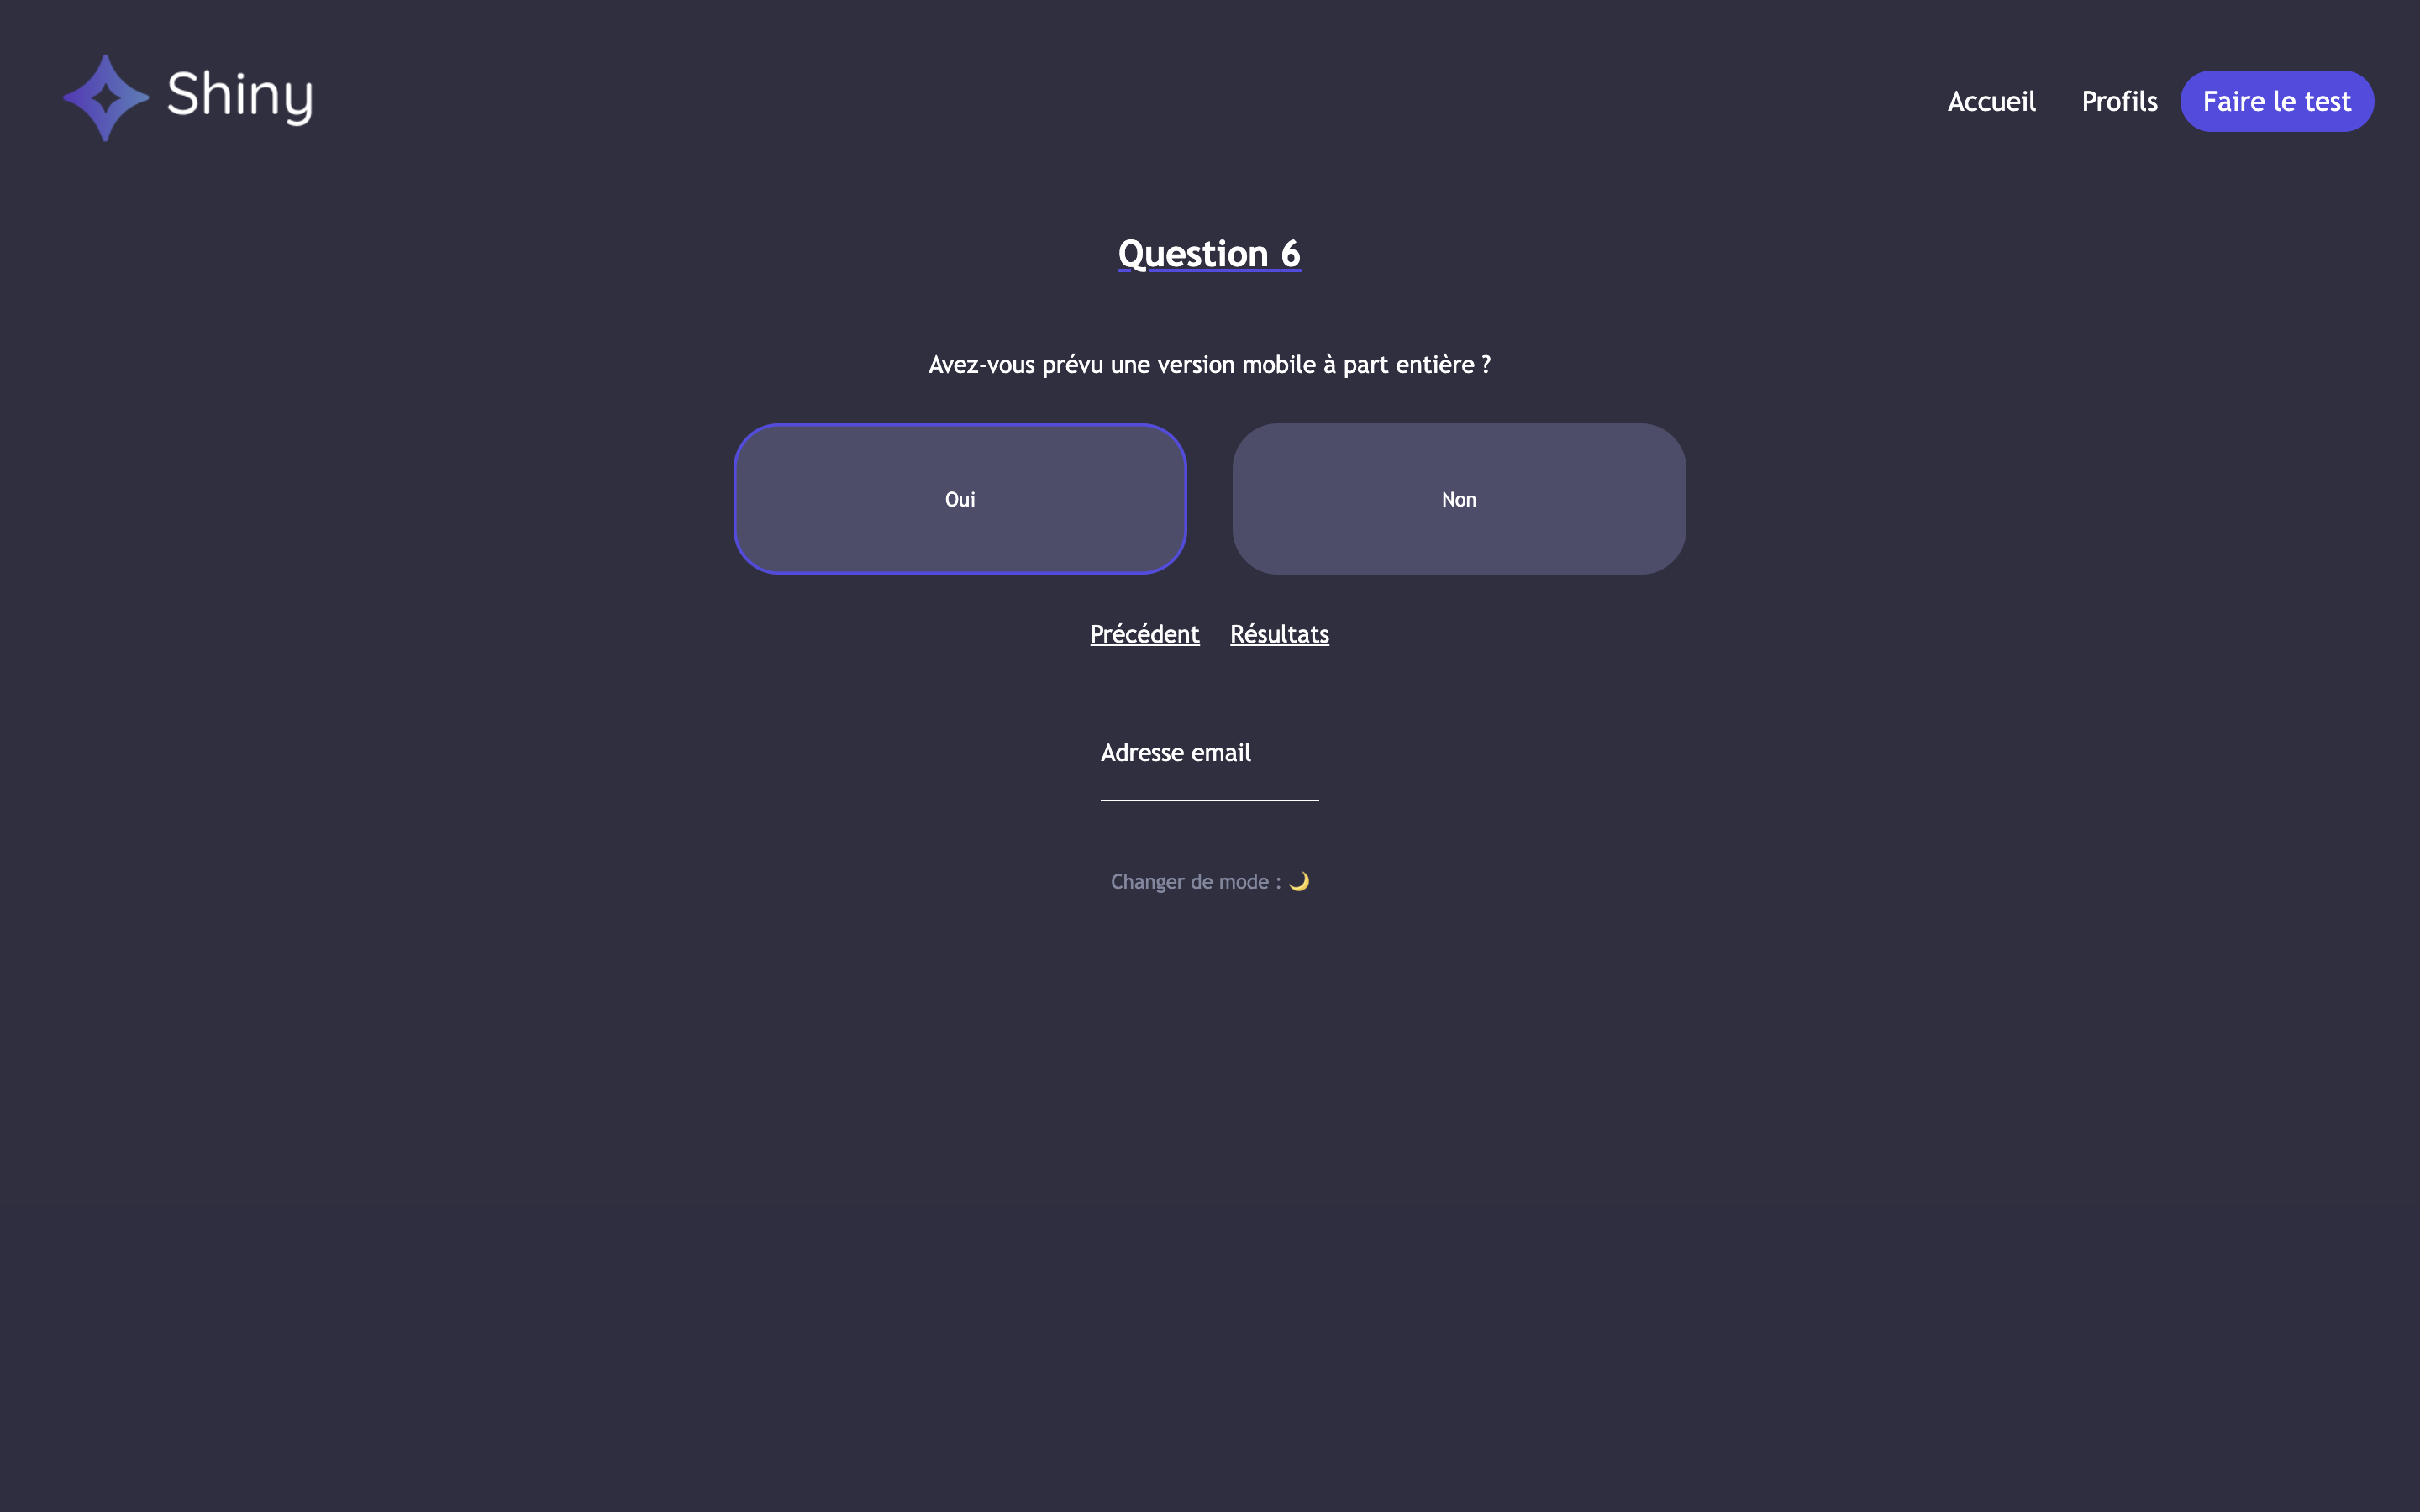 Shiny
Accueil Profils Faire le test
Question 6
Avez-vous prévu une version mobile à part entière ?
Oui Non
Précédent Résultats
Adresse email
Changer de mode : 🌙